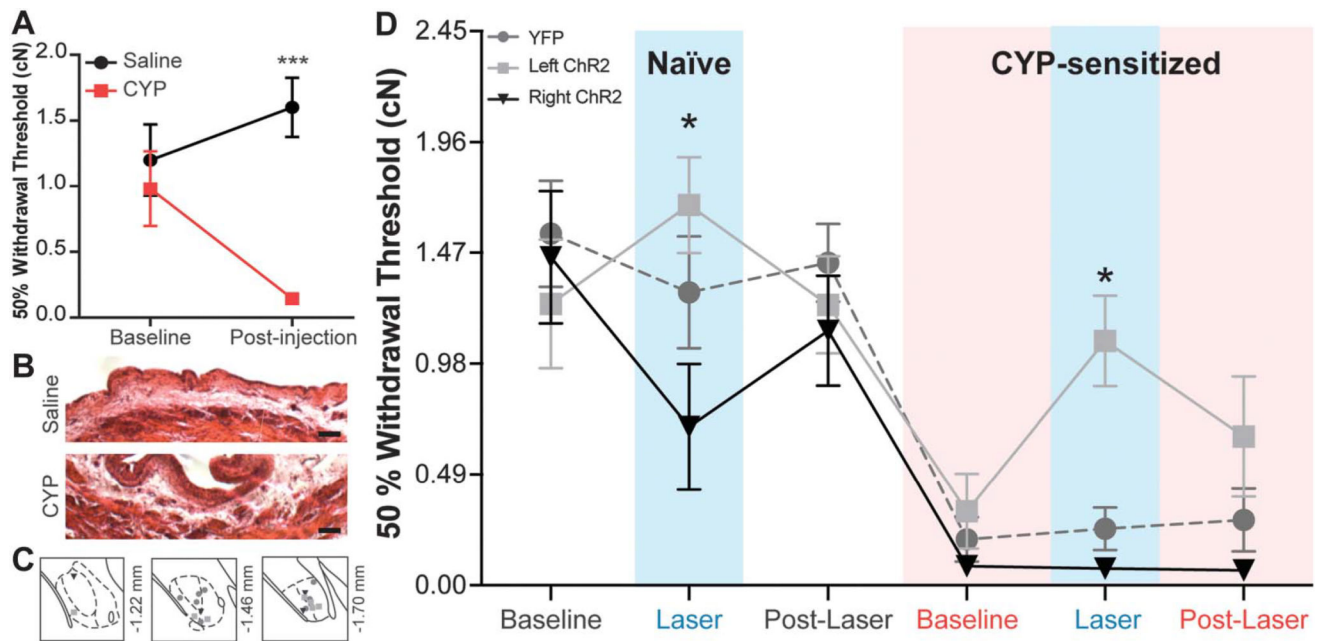 A
50% Withdrawal Threshold (cN)
2.0
1.5
1.0
0.5
0.0
Saline
CYP
***
Baseline
Post-injection
B
Saline
CYP
C
-1.22 mm
-1.46 mm
-1.70 mm
D
50 % Withdrawal Threshold (cN)
2.45
1.96
1.47
0.98
0.49
0.00
YFP
Left ChR2
Right ChR2
Naïve
CYP-sensitized
*
*
Baseline
Laser
Post-Laser
Baseline
Laser
Post-Laser